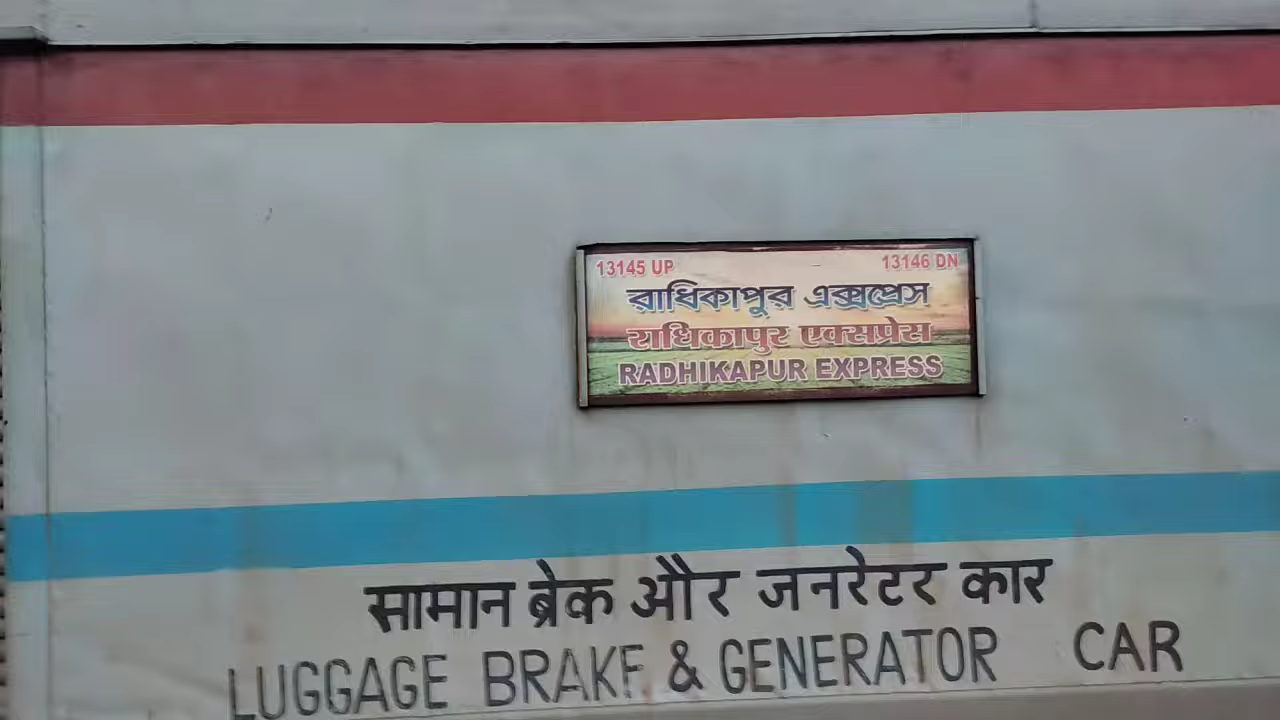 13145 UP 13146 DN
রাধিকাপুর এক্সপ্রেস
राधिकापुर एक्सप्रेस
RADHIKAPUR EXPRESS
सामान ब्रेक और जनरेटर कार
LUGGAGE BRAKE & GENERATOR CAR